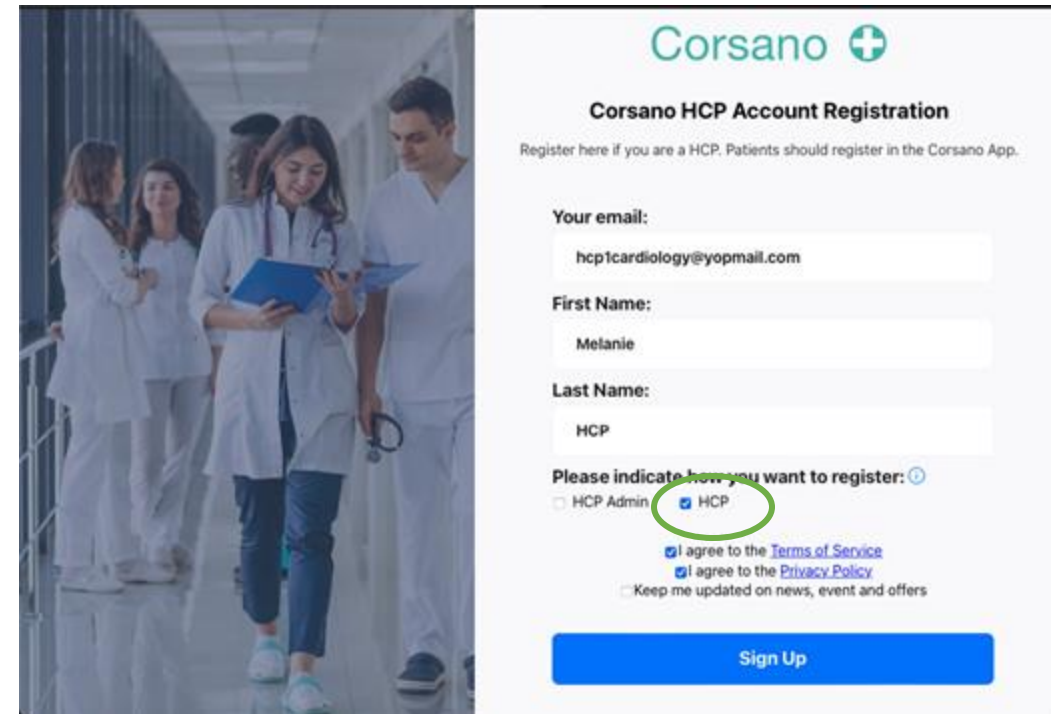 Corsano
Corsano HCP Account Registration
Register here if you are a HCP. Patients should register in the Corsano App.
Your email:
hcp1cardiology@yopmail.com
First Name:
Melanie
Last Name:
HCP
Please indicate how you want to register:
HCP Admin HCP
I agree to the Terms of Service
I agree to the Privacy Policy
Keep me updated on news, event and offers
Sign Up